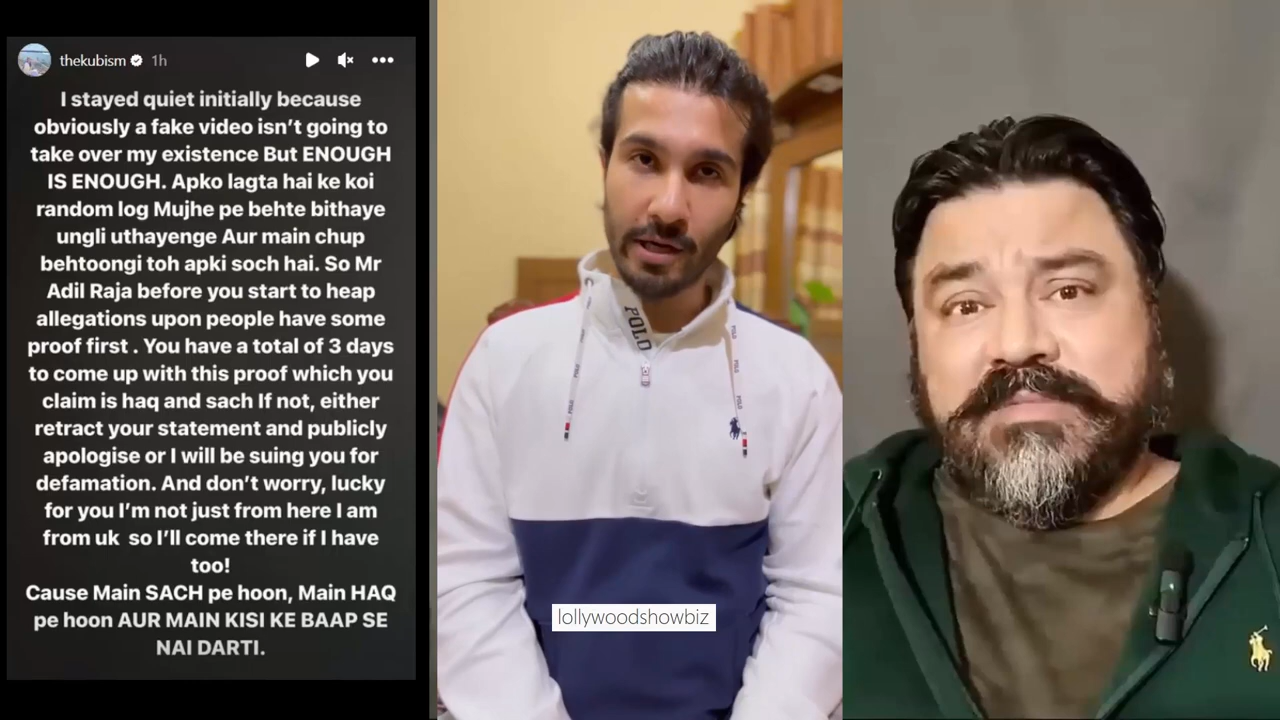 thekubism 1h
I stayed quiet initially because
obviously a fake video isn't going to
take over my existence But ENOUGH
IS ENOUGH. Apko lagta hai ke koi
random log Mujhe pe behte bithaye
ungli uthayenge Aur main chup
behtoongi toh apki soch hai. So Mr
Adil Raja before you start to heap
allegations upon people have some
proof first . You have a total of 3 days
to come up with this proof which you
claim is haq and sach If not, either
retract your statement and publicly
apologise or I will be suing you for
defamation. And don't worry, lucky
for you I'm not just from here I am
from uk so I'll come there if I have
too!
Cause Main SACH pe hoon, Main HAQ
pe hoon AUR MAIN KISI KE BAAP SE
NAI DARTI.
POLO
lollywoodshowbiz